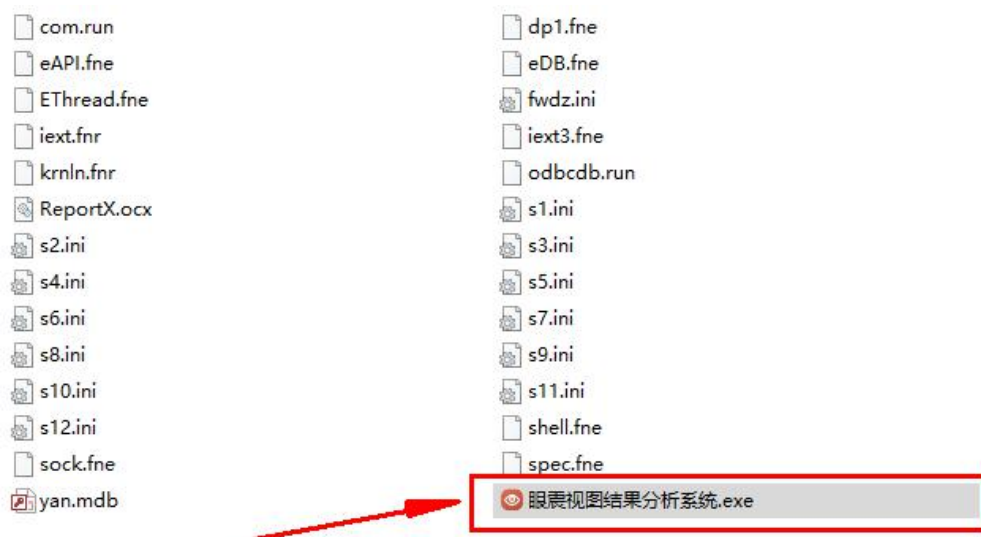 com.run
dp1.fne
eAPI.fne
eDB.fne
EThread.fne
fwdz.ini
iext.fnr
iext3.fne
krnln.fnr
odbcdb.run
ReportX.ocx
s1.ini
s2.ini
s3.ini
s4.ini
s5.ini
s6.ini
s7.ini
s8.ini
s9.ini
s10.ini
s11.ini
s12.ini
shell.fne
sock.fne
spec.fne
yan.mdb
眼震视图结果分析系统.exe